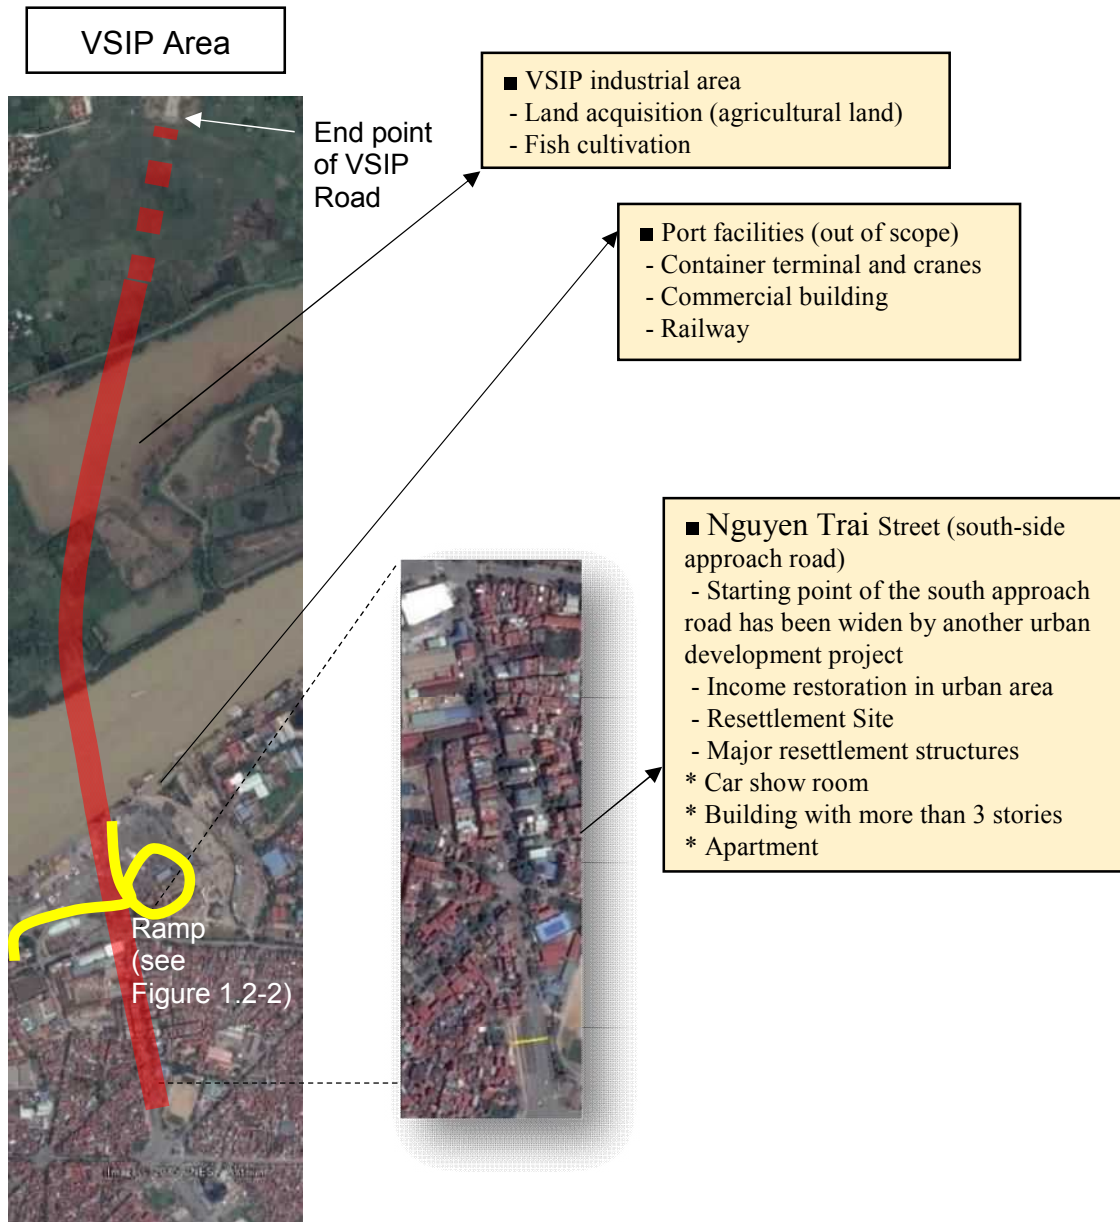 VSIP Area
End point
of VSIP
Road
■ VSIP industrial area
- Land acquisition (agricultural land)
- Fish cultivation
■ Port facilities (out of scope)
- Container terminal and cranes
- Commercial building
- Railway
■ Nguyen Trai Street (south-side
approach road)
- Starting point of the south approach
road has been widen by another urban
development project
- Income restoration in urban area
- Resettlement Site
- Major resettlement structures
* Car show room
* Building with more than 3 stories
* Apartment
Ramp
(see
Figure 1.2-2)